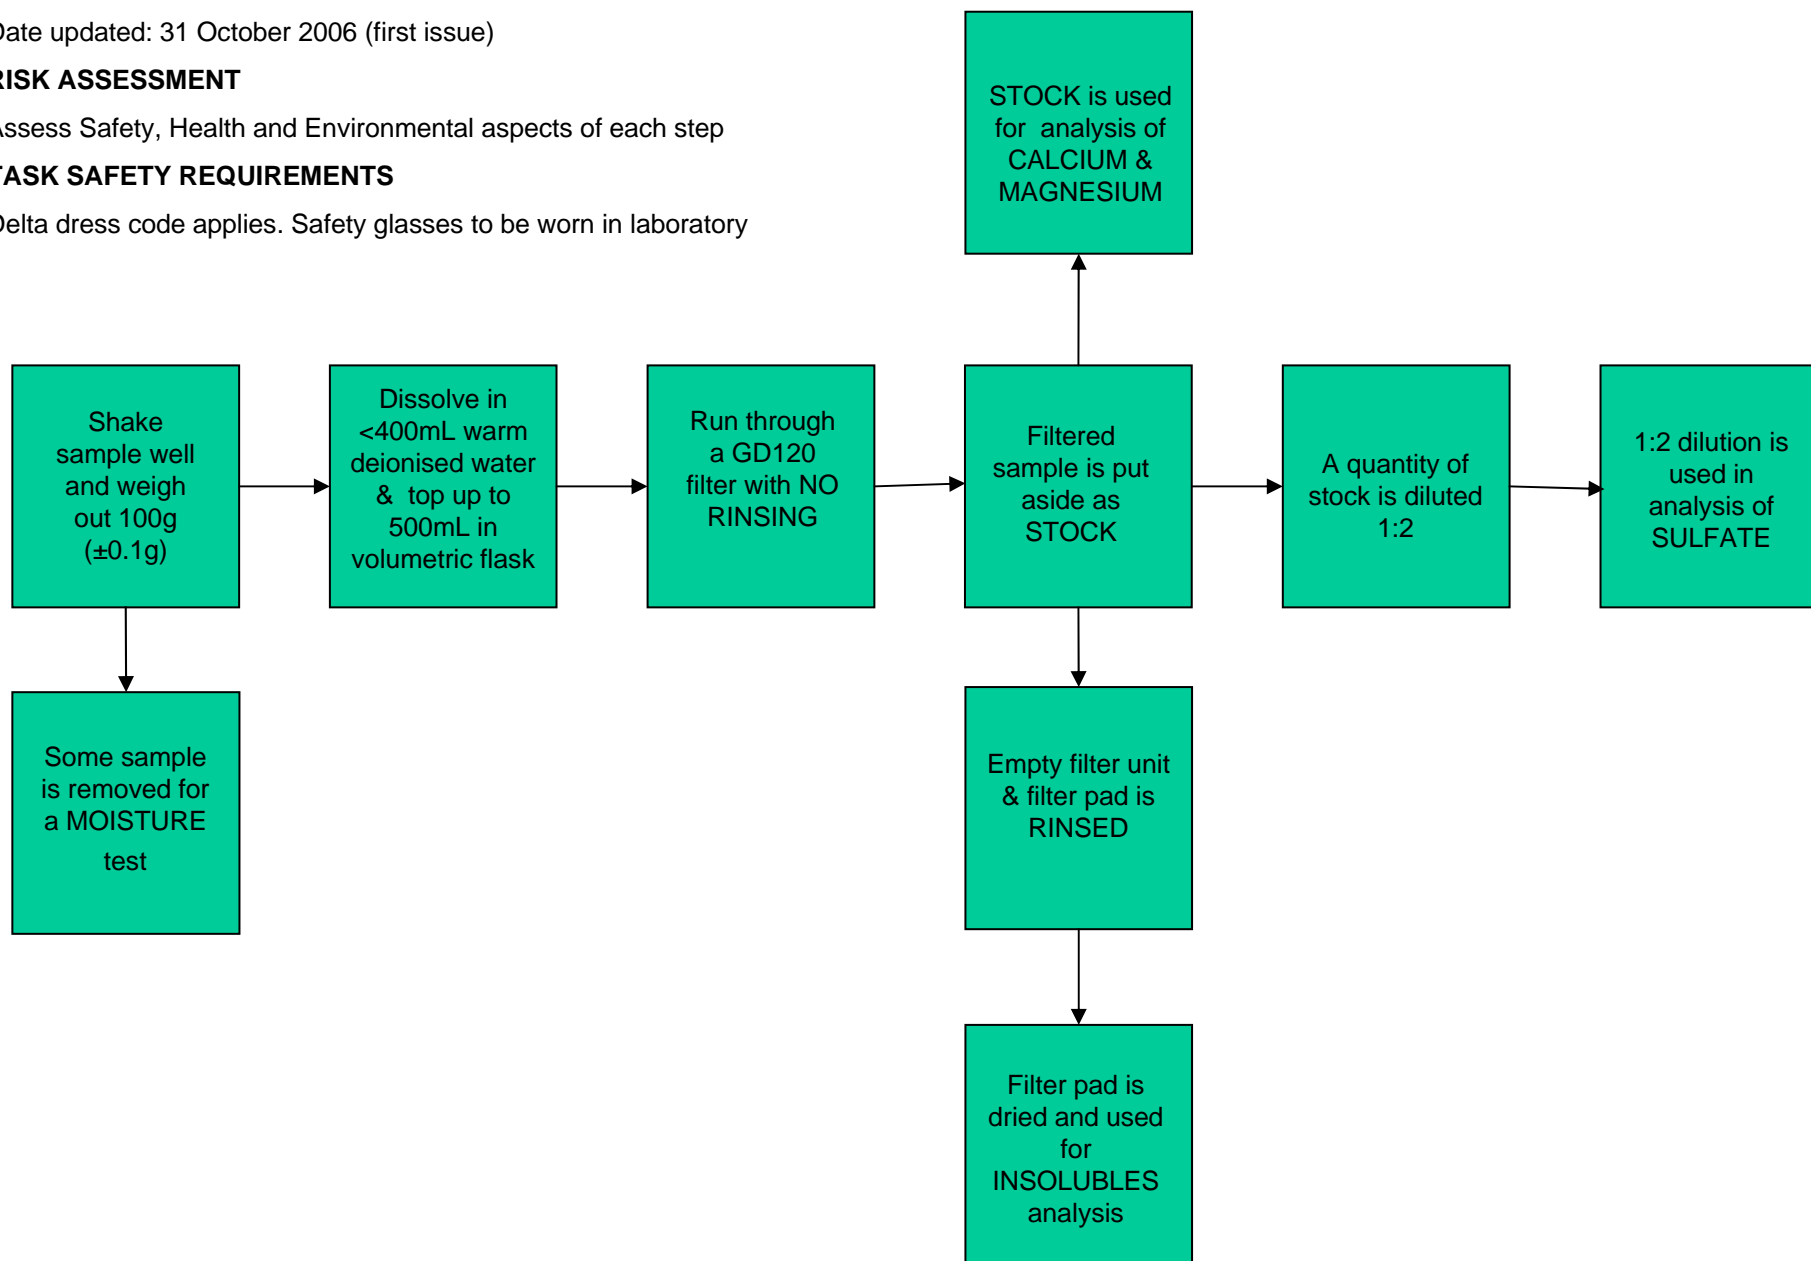 Date updated: 31 October 2006 (first issue)
RISK ASSESSMENT
Assess Safety, Health and Environmental aspects of each step
TASK SAFETY REQUIREMENTS
Delta dress code applies. Safety glasses to be worn in laboratory
STOCK is used
for analysis of
CALCIUM &
MAGNESIUM
Shake
sample well
and weigh
out 100g
(±0.1g)
Dissolve in
<400mL warm
deionised water
& top up to
500mL in
volumetric flask
Run through
a GD120
filter with NO
RINSING
Filtered
sample is put
aside as
STOCK
A quantity of
stock is diluted
1:2
1:2 dilution is
used in
analysis of
SULFATE
Some sample
is removed for
a MOISTURE
test
Empty filter unit
& filter pad is
RINSED
Filter pad is
dried and used
for
INSOLUBLES
analysis